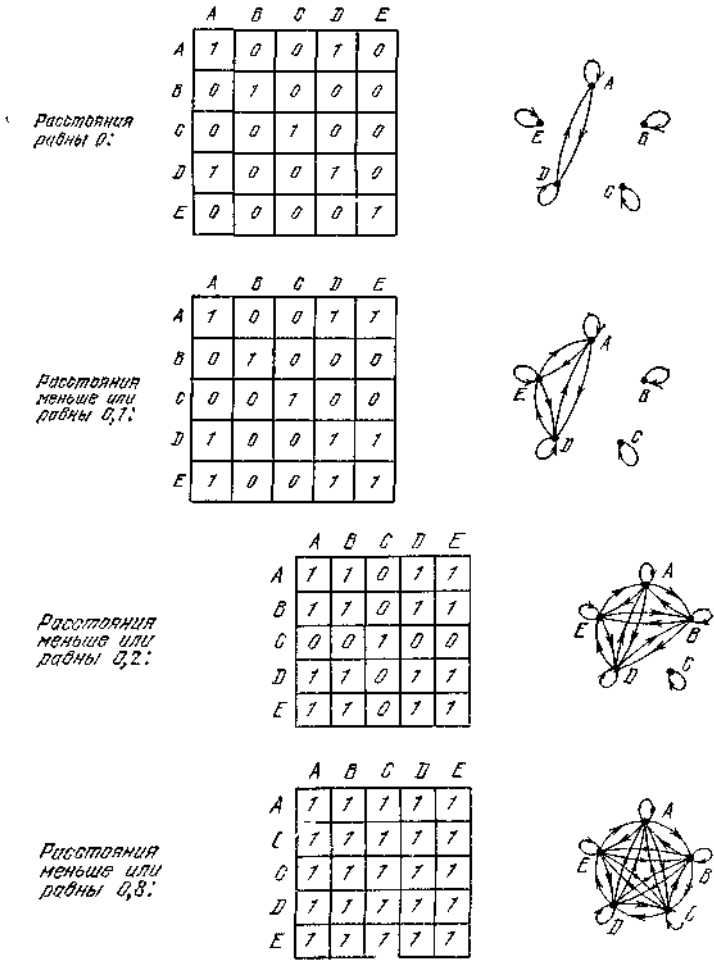 A B C D E
A 1 0 0 1 0
B 0 1 0 0 0
C 0 0 1 0 0
D 1 0 0 1 0
E 0 0 0 0 1
Расстояния
равны 0:
A
E
B
D
C
A B C D E
A 1 0 0 1 1
B 0 1 0 0 0
C 0 0 1 0 0
D 1 0 0 1 1
E 1 0 0 1 1
Расстояния
меньше или
равны 0,1:
A
E
B
D
C
A B C D E
A 1 1 0 1 1
B 1 1 0 1 1
C 0 0 1 0 0
D 1 1 0 1 1
E 1 1 0 1 1
Расстояния
меньше или
равны 0,2:
A
E
B
D
C
A B C D E
A 1 1 1 1 1
1 1 1 1 1
C 1 1 1 1 1
D 1 1 1 1 1
E 1 1 1 1 1
Расстояния
меньше или
равны 0,8:
A
E
B
D
C